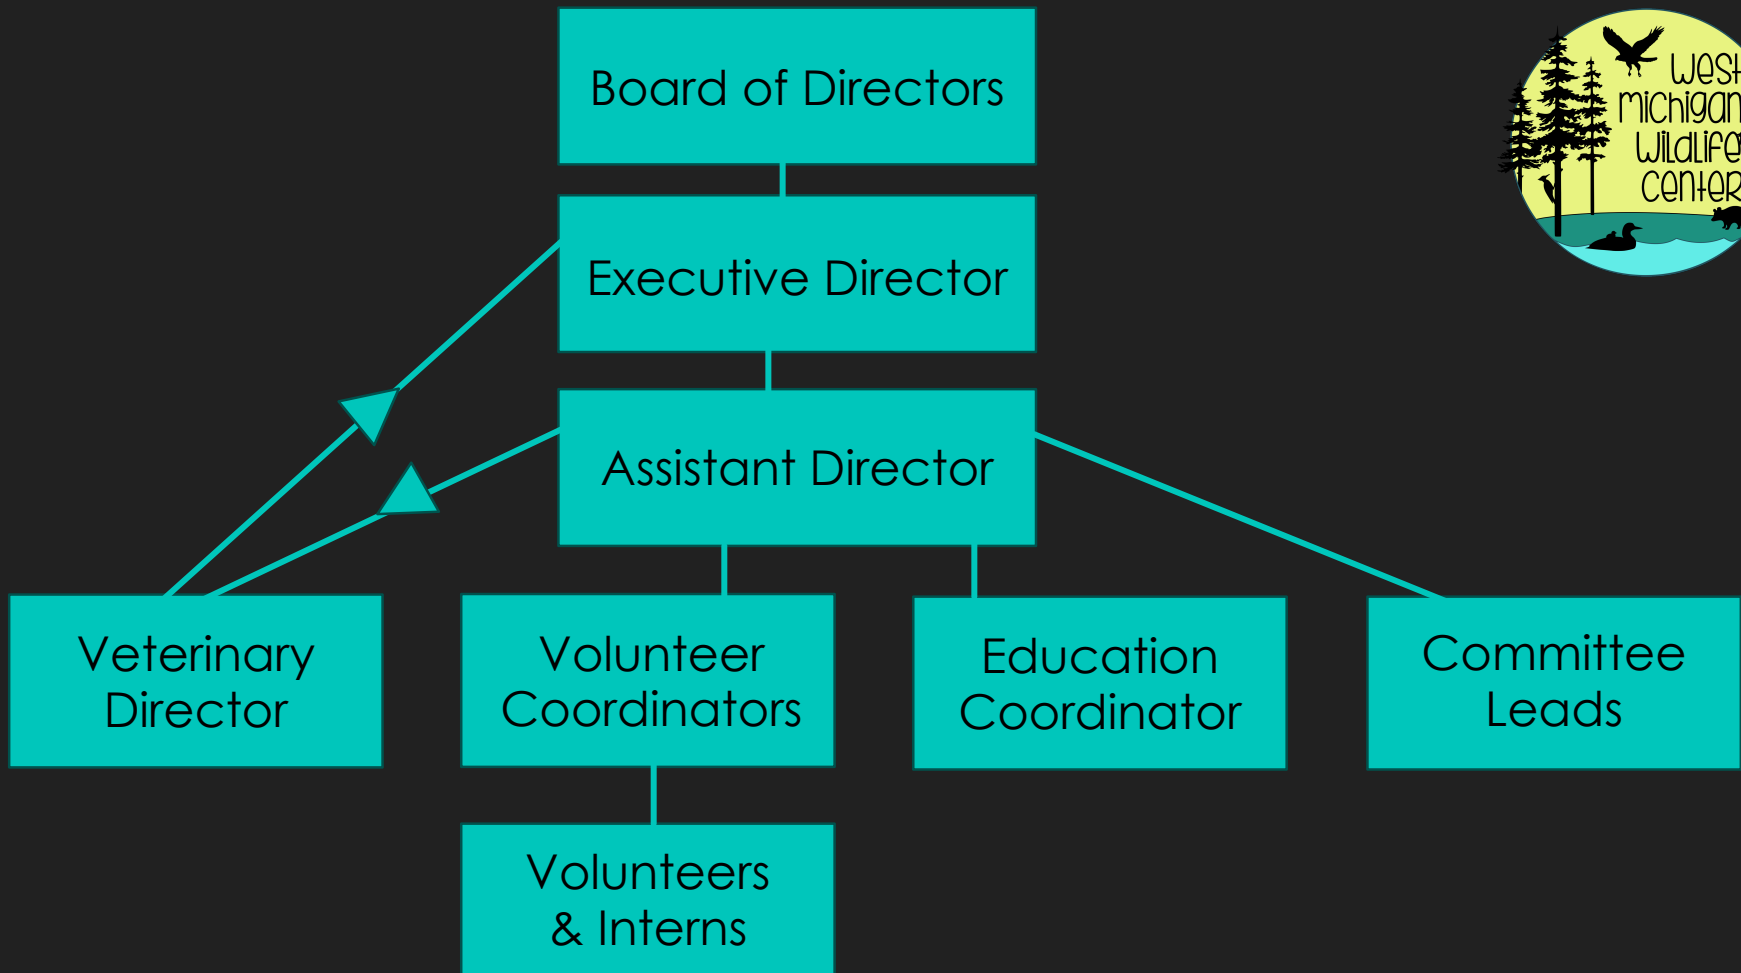 Board of Directors
west
michigan
wildlife
center
Executive Director
Assistant Director
Veterinary
Director
Volunteer
Coordinators
Education
Coordinator
Committee
Leads
Volunteers
& Interns